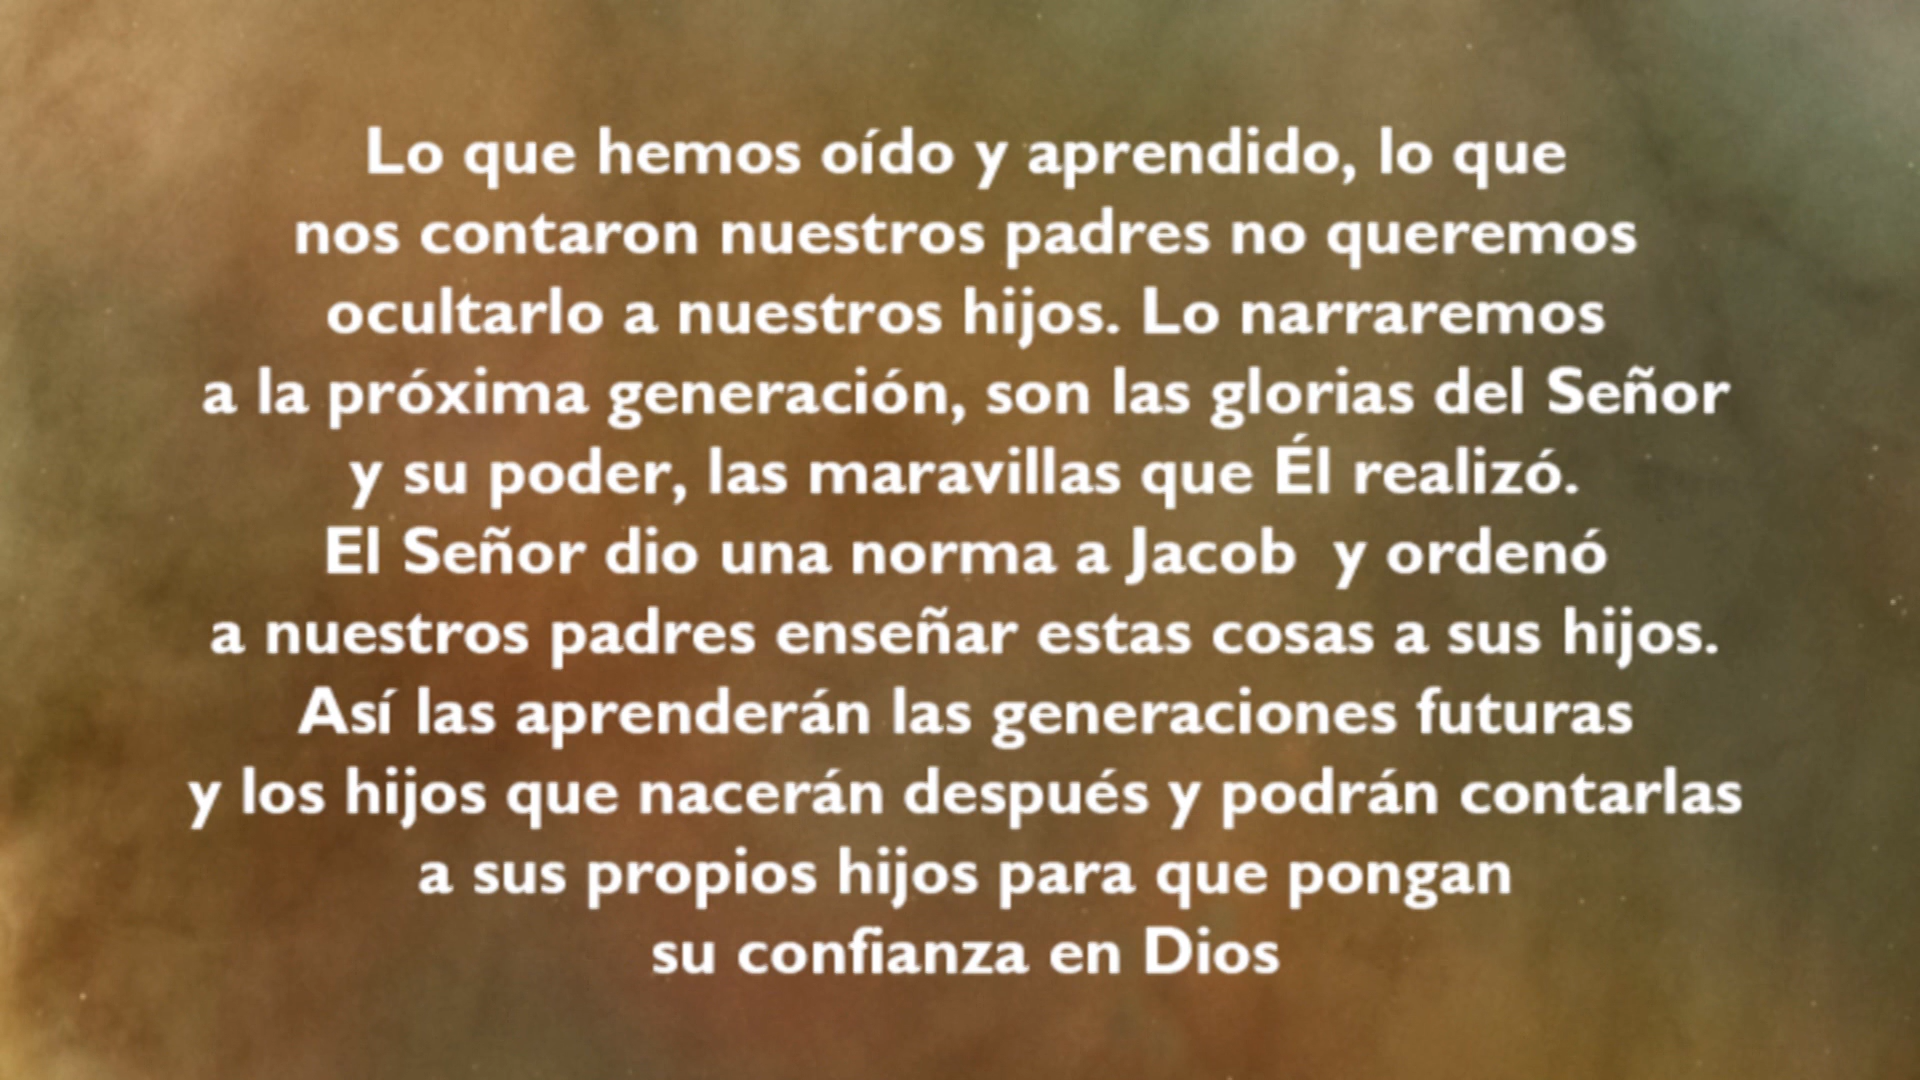 Lo que hemos oído y aprendido, lo que
nos contaron nuestros padres no queremos
ocultarlo a nuestros hijos. Lo narraremos
a la próxima generación, son las glorias del Señor
y su poder, las maravillas que Él realizó.
El Señor dio una norma a Jacob  y ordenó
a nuestros padres enseñar estas cosas a sus hijos.
Así las aprenderán las generaciones futuras
y los hijos que nacerán después y podrán contarlas
a sus propios hijos para que pongan
su confianza en Dios